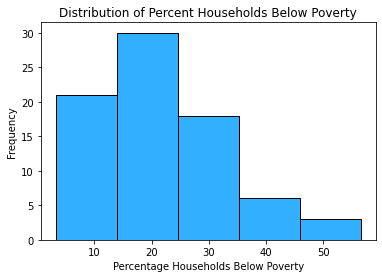 Distribution of Percent Households Below Poverty
30
25
20
15
10
5
0
Frequency
10 20 30 40 50
Percentage Households Below Poverty